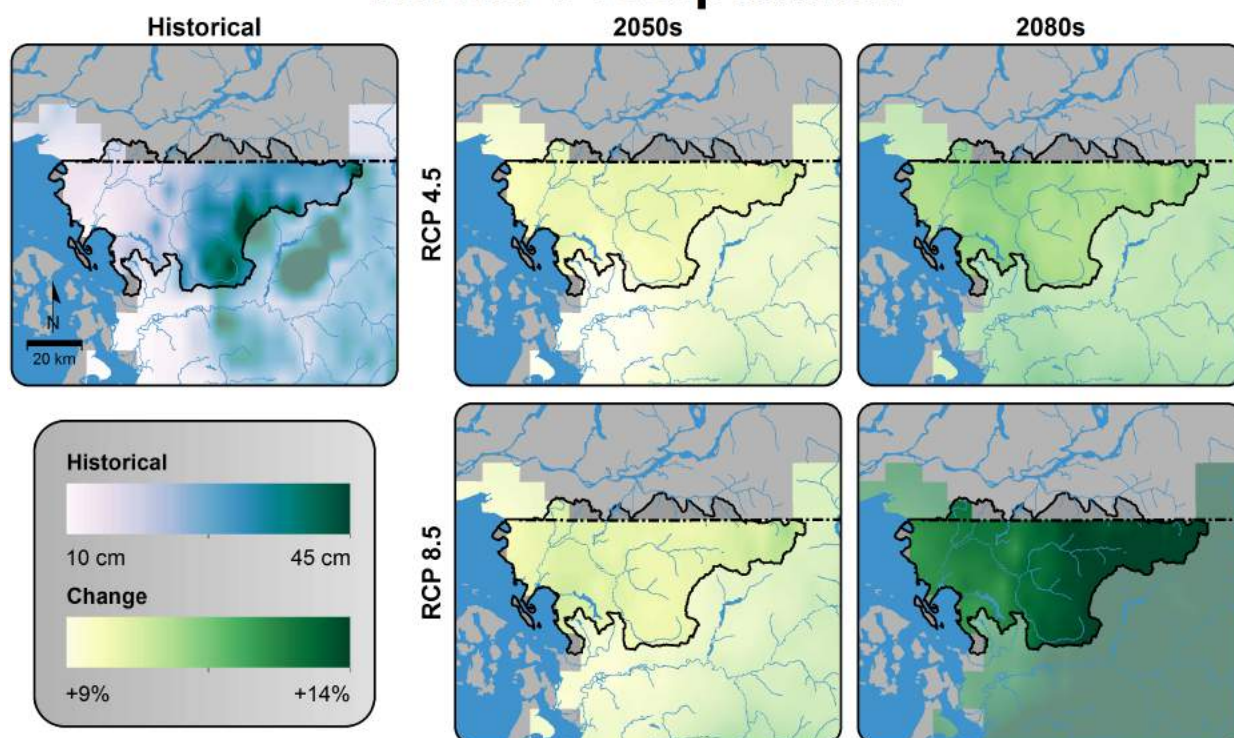 Historical
2050s
2080s
RCP 4.5
N
20 km
RCP 8.5
Historical
10 cm
45 cm
Change
+9%
+14%